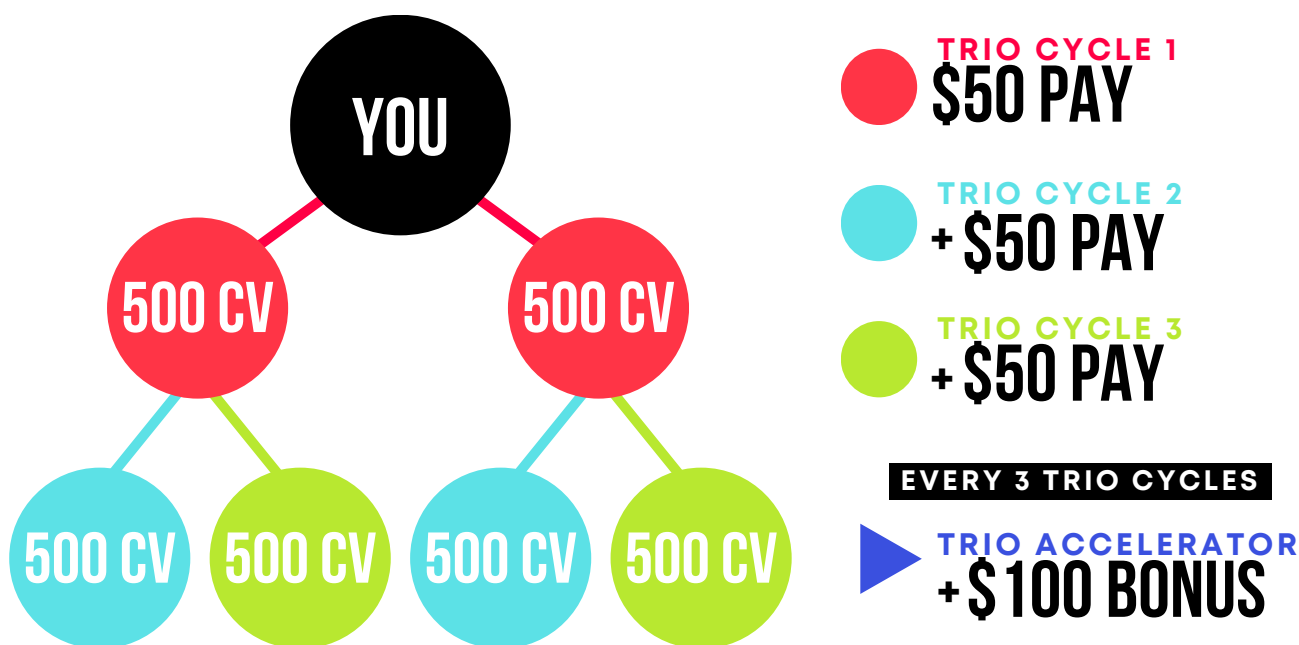 YOU
500 CV
500 CV
500 CV
500 CV
500 CV
500 CV
TRIO CYCLE 1
$50 PAY
TRIO CYCLE 2
+ $50 PAY
TRIO CYCLE 3
+ $50 PAY
EVERY 3 TRIO CYCLES
TRIO ACCELERATOR
+ $100 BONUS